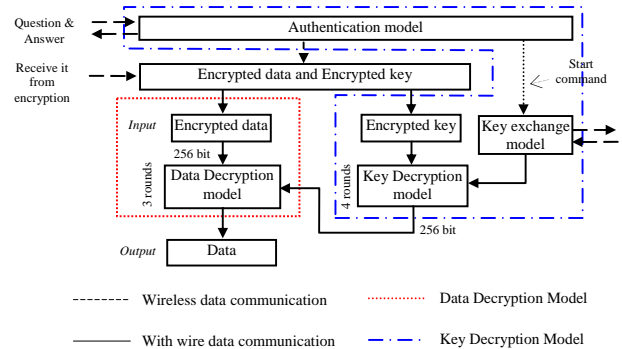 Question &
Answer
Authentication model
Receive it
from
encryption
Encrypted data and Encrypted key
Start
command
Input
Encrypted data
Encrypted key
Key exchange
model
256 bit
3 rounds
Data Decryption
model
4 rounds
Key Decryption
model
256 bit
Output
Data
Wireless data communication
Data Decryption Model
With wire data communication
Key Decryption Model